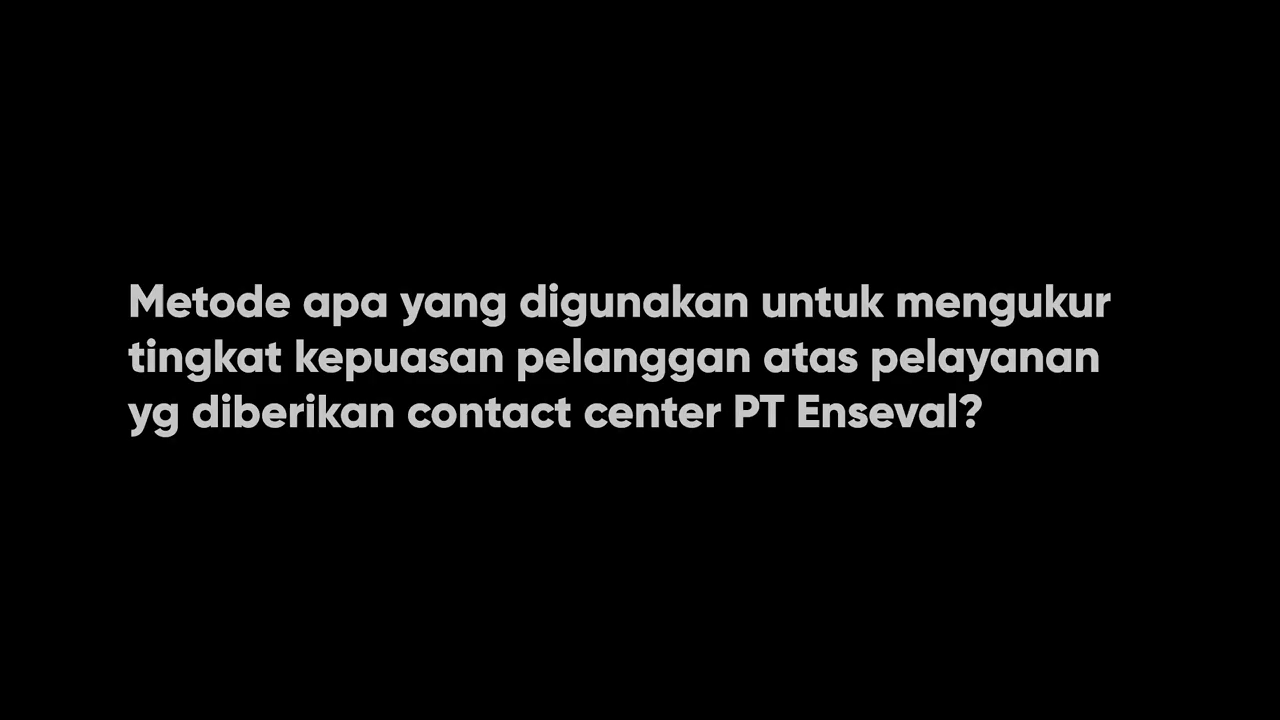 Metode apa yang digunakan untuk mengukur
tingkat kepuasan pelanggan atas pelayanan
yg diberikan contact center PT Enseval?